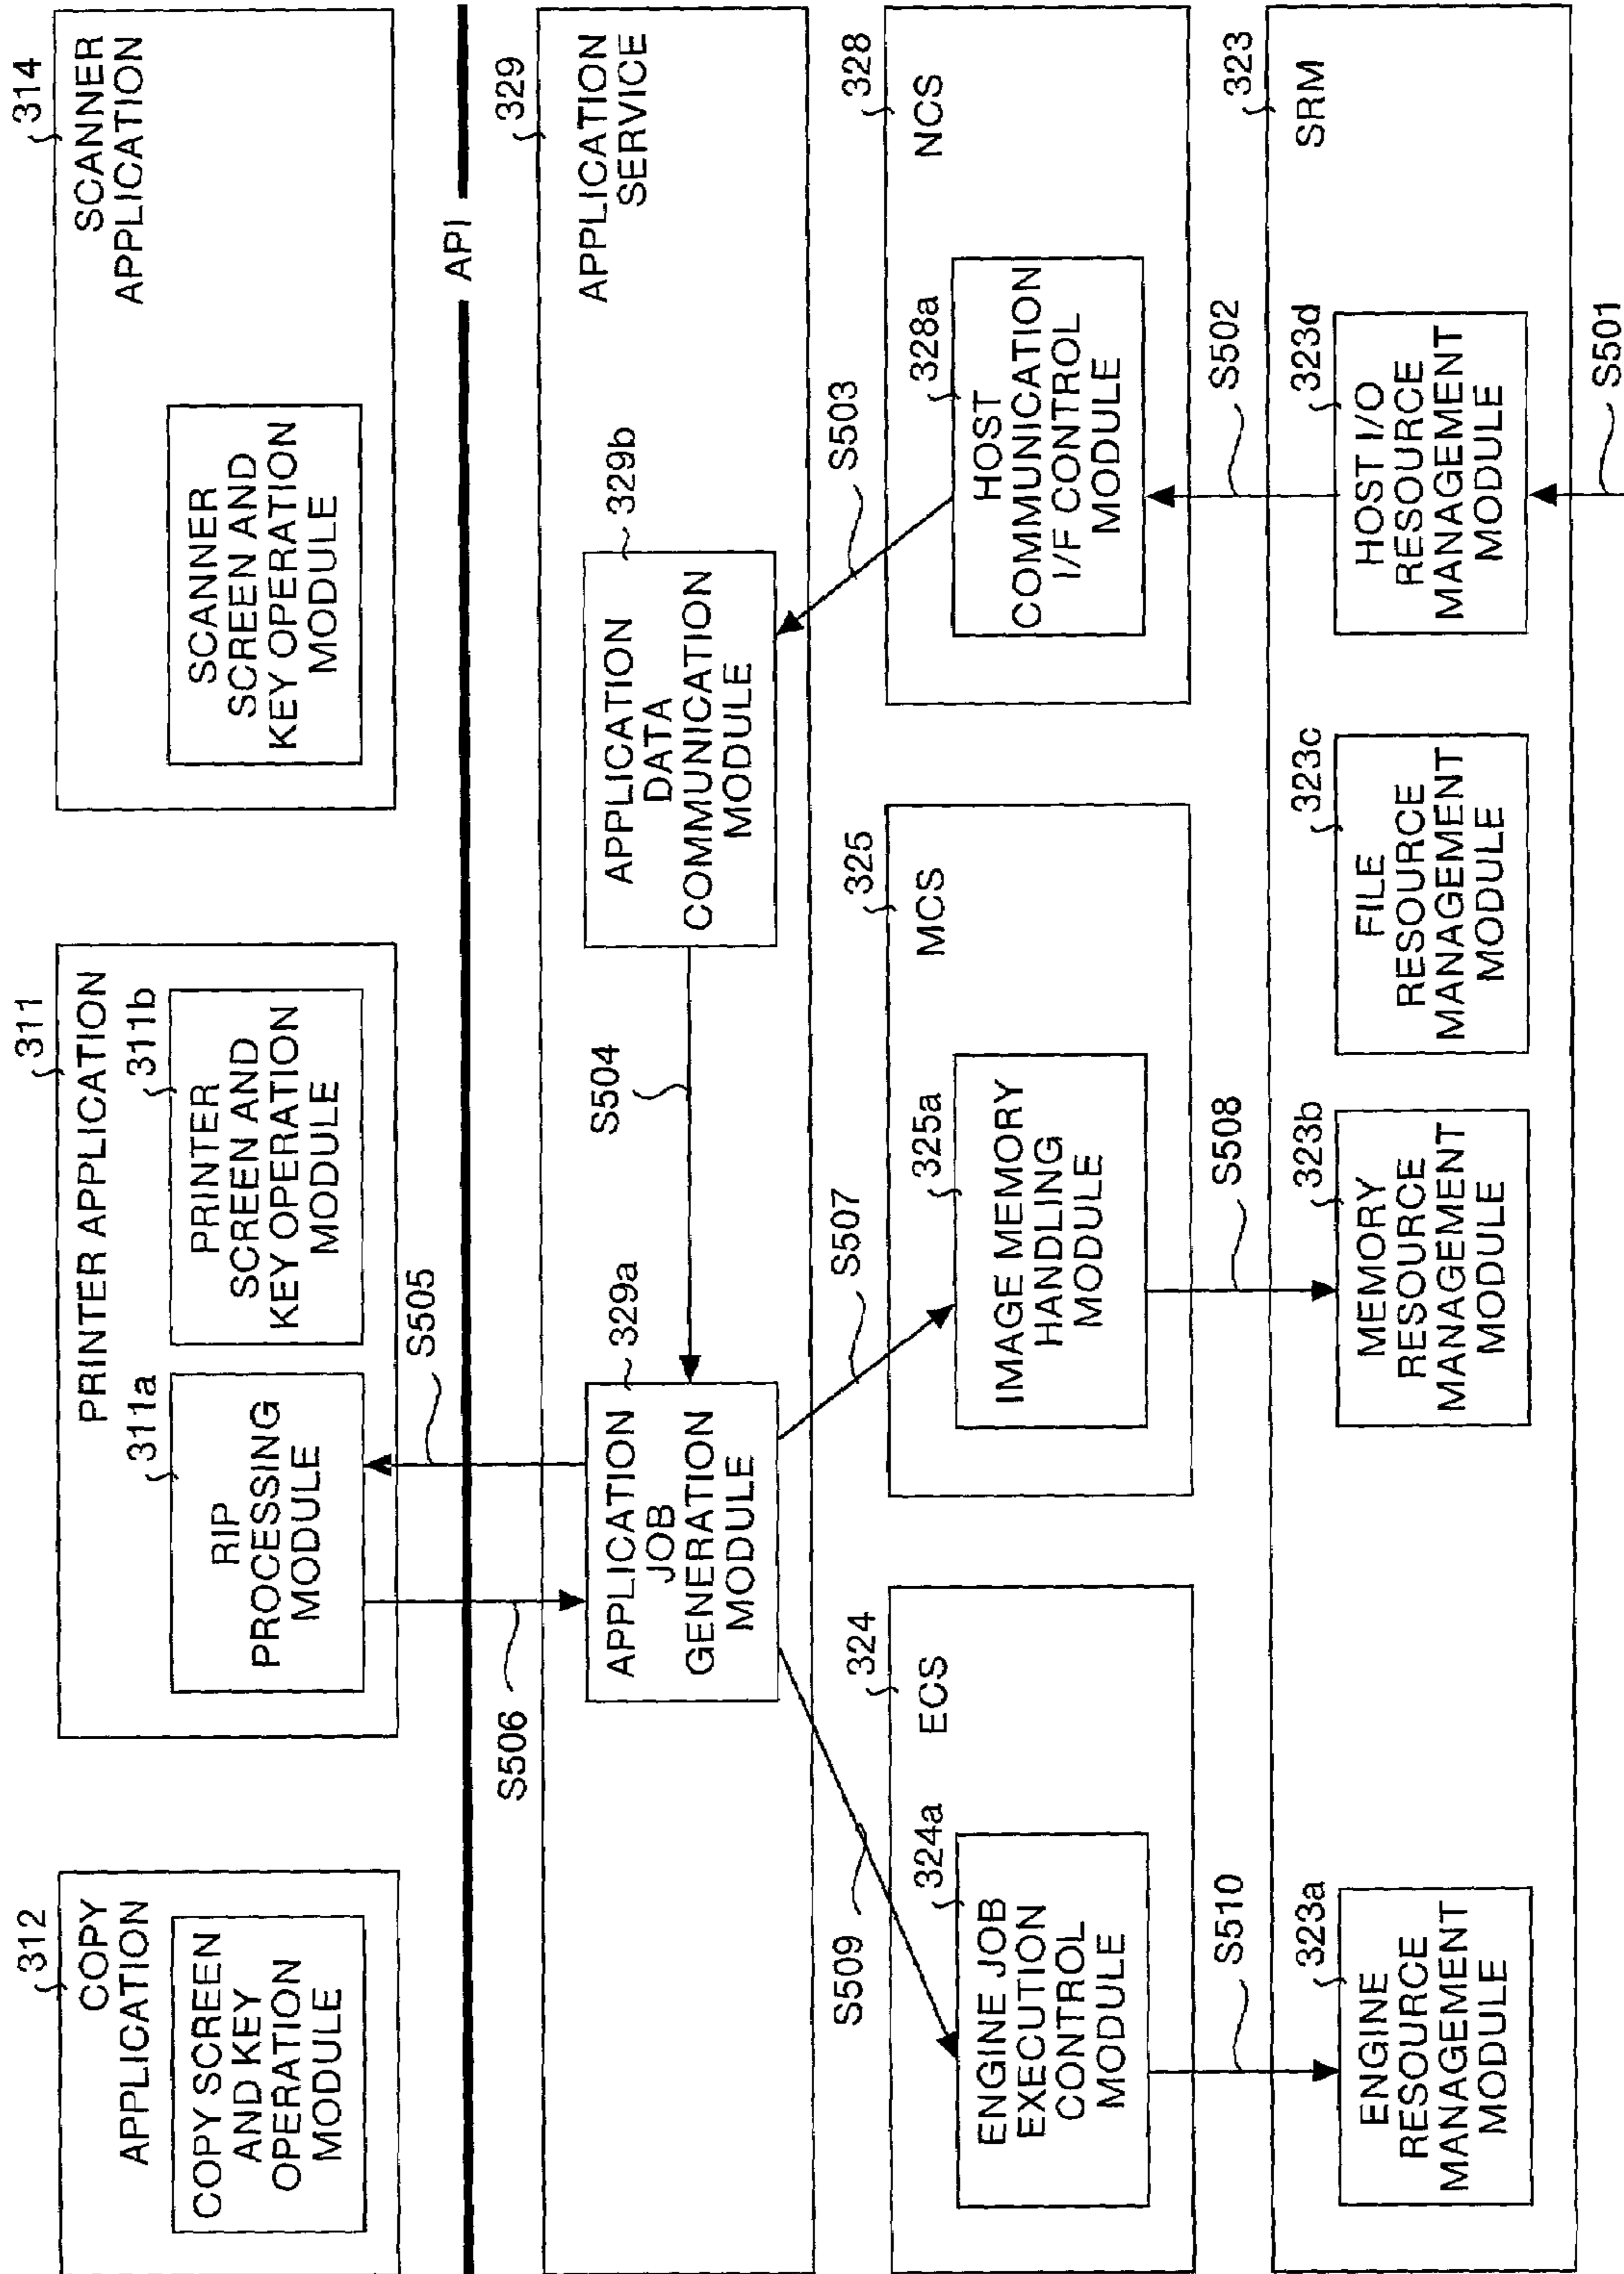 312
COPY
APPLICATION
COPY SCREEN
AND KEY
OPERATION
MODULE
311
PRINTER APPLICATION
311a
RIP
PROCESSING
MODULE
311b
PRINTER
SCREEN AND
KEY OPERATION
MODULE
314
SCANNER
APPLICATION
SCANNER
SCREEN AND
KEY OPERATION
MODULE
S506
S505
API
329
APPLICATION
SERVICE
329a
APPLICATION
JOB
GENERATION
MODULE
S504
329b
APPLICATION
DATA
COMMUNICATION
MODULE
S509
S507
S503
324
ECS
324a
ENGINE JOB
EXECUTION
CONTROL
MODULE
325
MCS
325a
IMAGE MEMORY
HANDLING
MODULE
328
NCS
328a
HOST
COMMUNICATION
I/F CONTROL
MODULE
S510
S508
S502
323
SRM
323a
ENGINE
RESOURCE
MANAGEMENT
MODULE
323b
MEMORY
RESOURCE
MANAGEMENT
MODULE
323c
FILE
RESOURCE
MANAGEMENT
MODULE
323d
HOST I/O
RESOURCE
MANAGEMENT
MODULE
S501